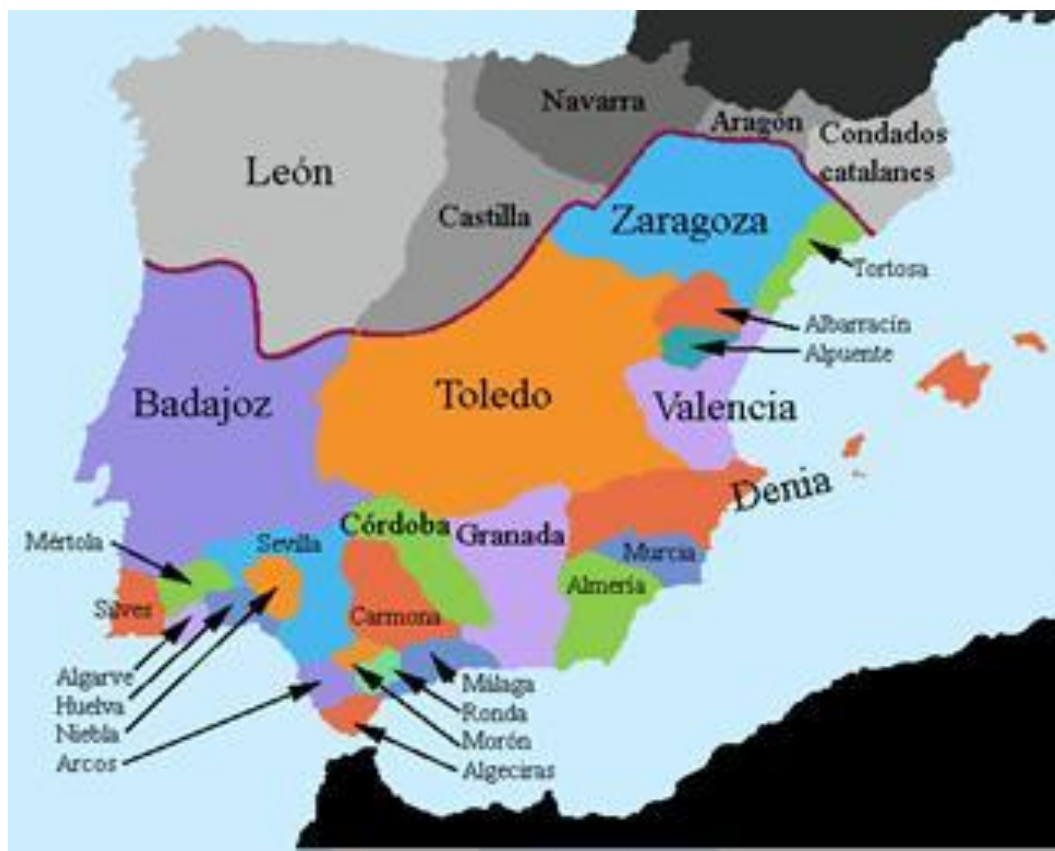 Navarra
Aragón
Condados
catalanes
León
Castilla
Zaragoza
Tortosa
Albarracín
Alpuente
Badajoz
Toledo
Valencia
Denia
Córdoba
Granada
Sevilla
Mértola
Murcia
Almería
Silves
Carmona
Algarve
Huelva
Niebla
Arcos
Málaga
Ronda
Morón
Algeciras